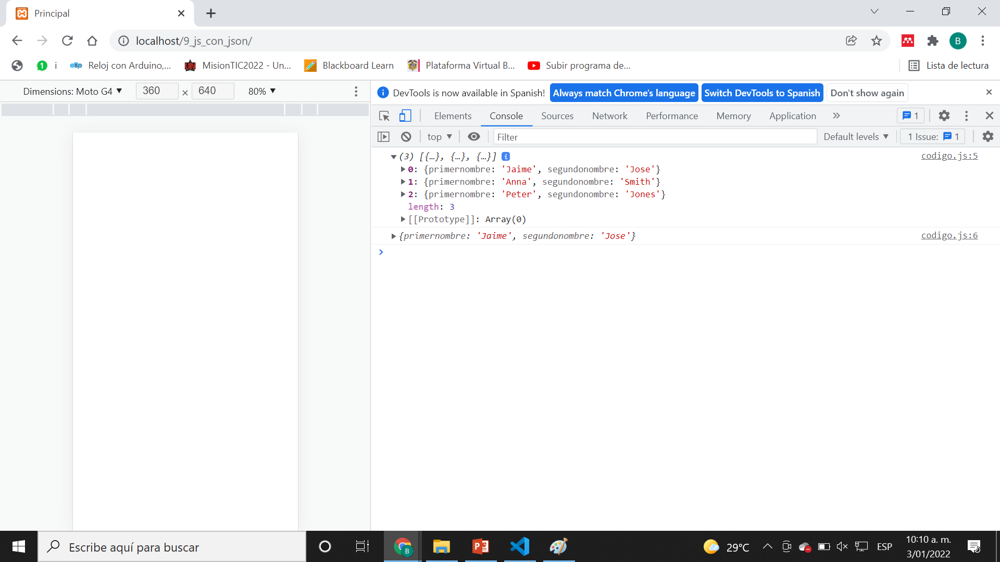 Principal
localhost/9_js_con_json/
B
1 i Reloj con Arduino,... UN MisionTIC2022 - Un... Blackboard Learn Plataforma Virtual B... Subir programa de... Lista de lectura
Dimensions: Moto G4 ▼ 360 × 640 80% ▼
DevTools is now available in Spanish! Always match Chrome's language Switch DevTools to Spanish Don't show again
Elements Console Sources Network Performance Memory Application » 1
top ▼ Filter Default levels ▼ 1 Issue: 1
(3) [{…}, {…}, {…}] i codigo.js:5
0: {primernombre: 'Jaime', segundonombre: 'Jose'}
1: {primernombre: 'Anna', segundonombre: 'Smith'}
2: {primernombre: 'Peter', segundonombre: 'Jones'}
length: 3
[[Prototype]]: Array(0)
{primernombre: 'Jaime', segundonombre: 'Jose'} codigo.js:6
Escribe aquí para buscar
B
29°C
ESP
10:10 a. m.
3/01/2022